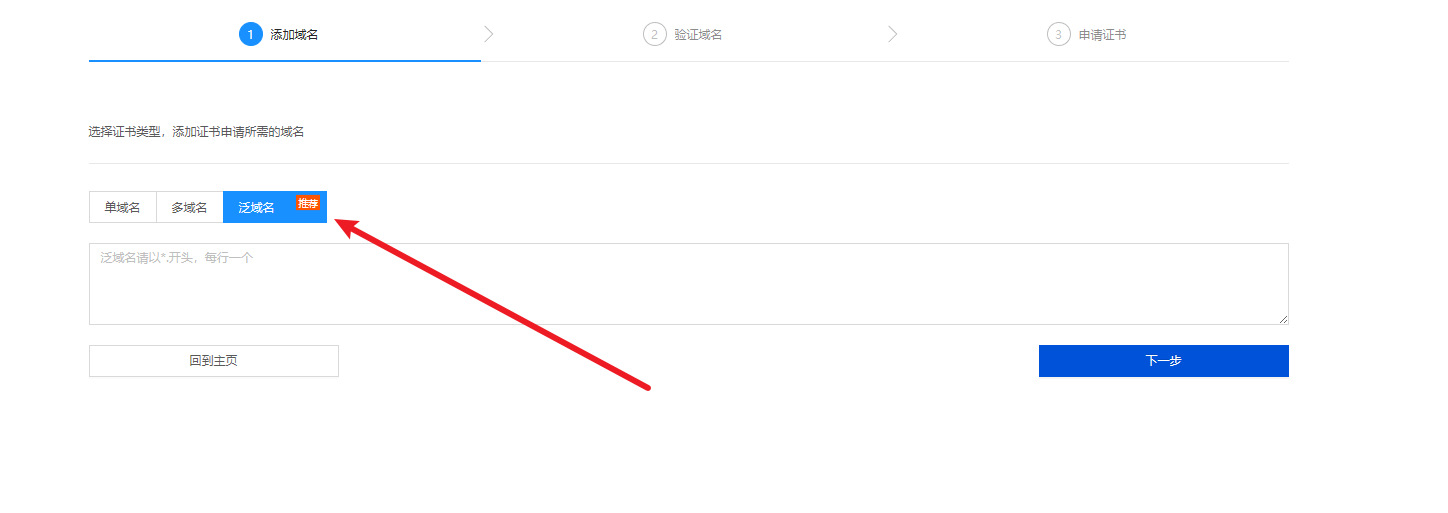 1 添加域名
2 验证域名
3 申请证书
选择证书类型，添加证书申请所需的域名
单域名 多域名 泛域名 推荐
泛域名请以*.开头，每行一个
回到主页 下一步